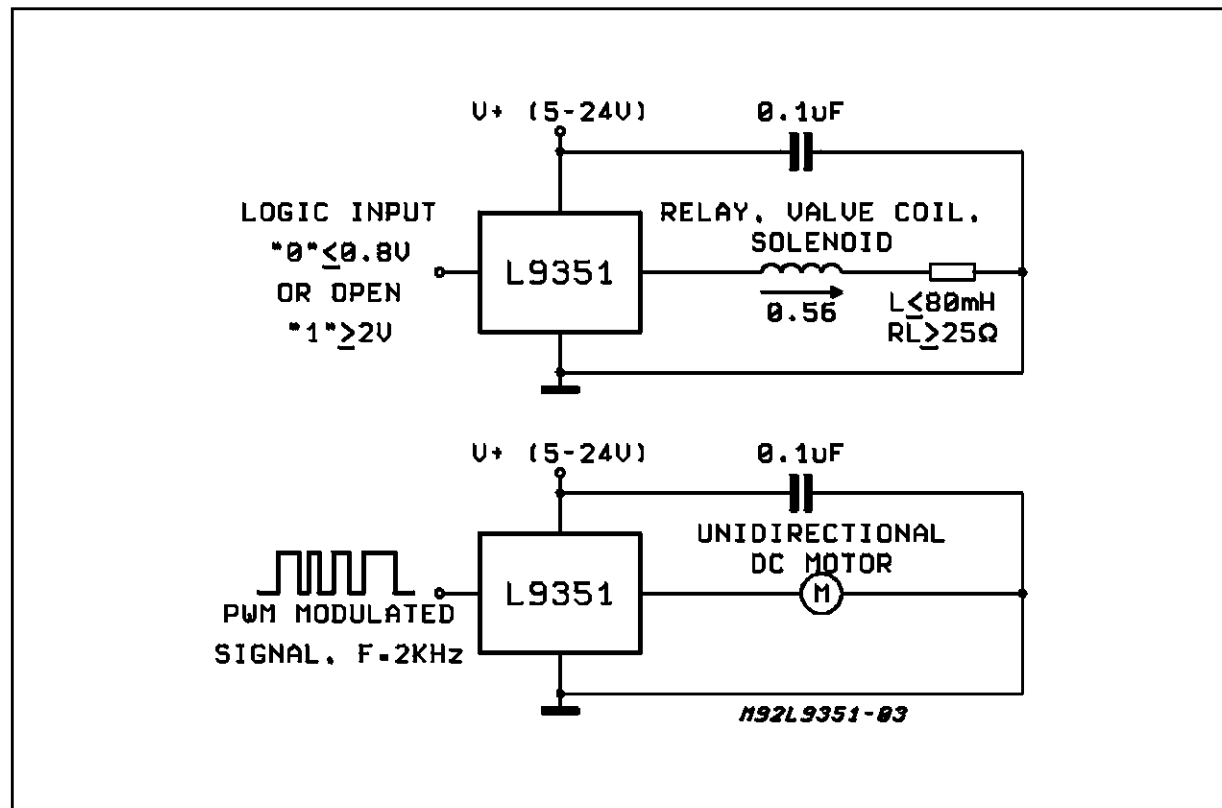 V+ (5-24V)
0.1uF
LOGIC INPUT
"0"≤0.8V
OR OPEN
"1"≥2V
L9351
RELAY, VALVE COIL,
SOLENOID
0.56
L≤80mH
RL≥25Ω
V+ (5-24V)
0.1uF
PWM MODULATED
SIGNAL, F=2KHz
L9351
UNIDIRECTIONAL
DC MOTOR
M
M92L9351-03